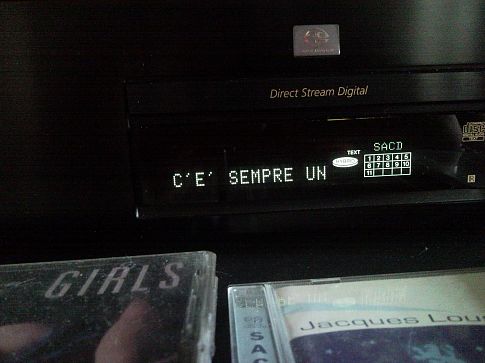 Direct Stream Digital
TEXT
SACD
1 2 3 4 5
6 7 8 9 10
11
C'E' SEMPRE UN
GIRLS
Jacques Lou
SAC